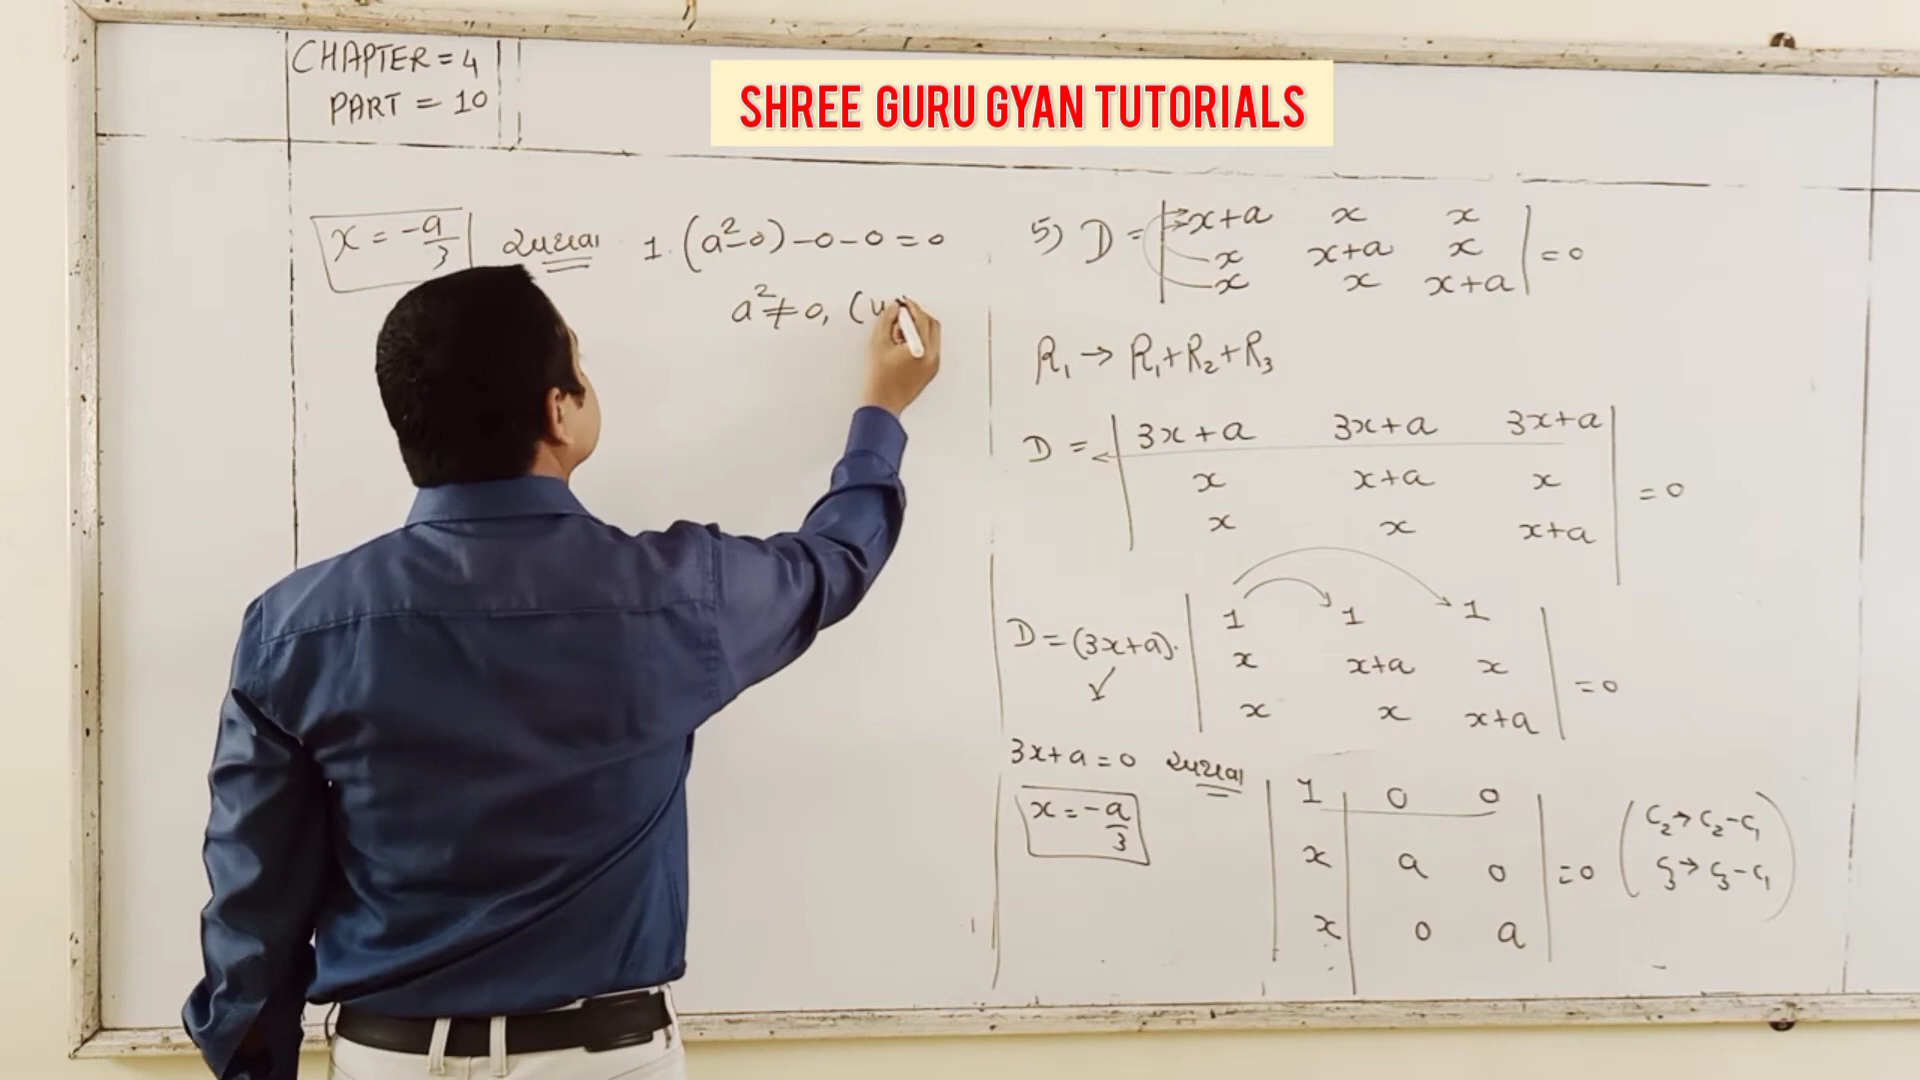 CHAPTER = 4
PART = 10
SHREE GURU GYAN TUTORIALS
x = -a/3 અથવા 1·(a²-0)-0-0=0
a²≠0, (
5) D = | x+a x x |
| x x+a x | =0
| x x x+a |
R₁ → R₁+R₂+R₃
D = | 3x+a 3x+a 3x+a |
| x x+a x | =0
| x x x+a |
D = (3x+a)· | 1 1 1 |
| x x+a x | =0
| x x x+a |
3x+a=0 અથવા | 1 0 0 |
x = -a/3 | x a 0 | =0 (C₂→C₂-C₁
| x 0 a | C₃→C₃-C₁)